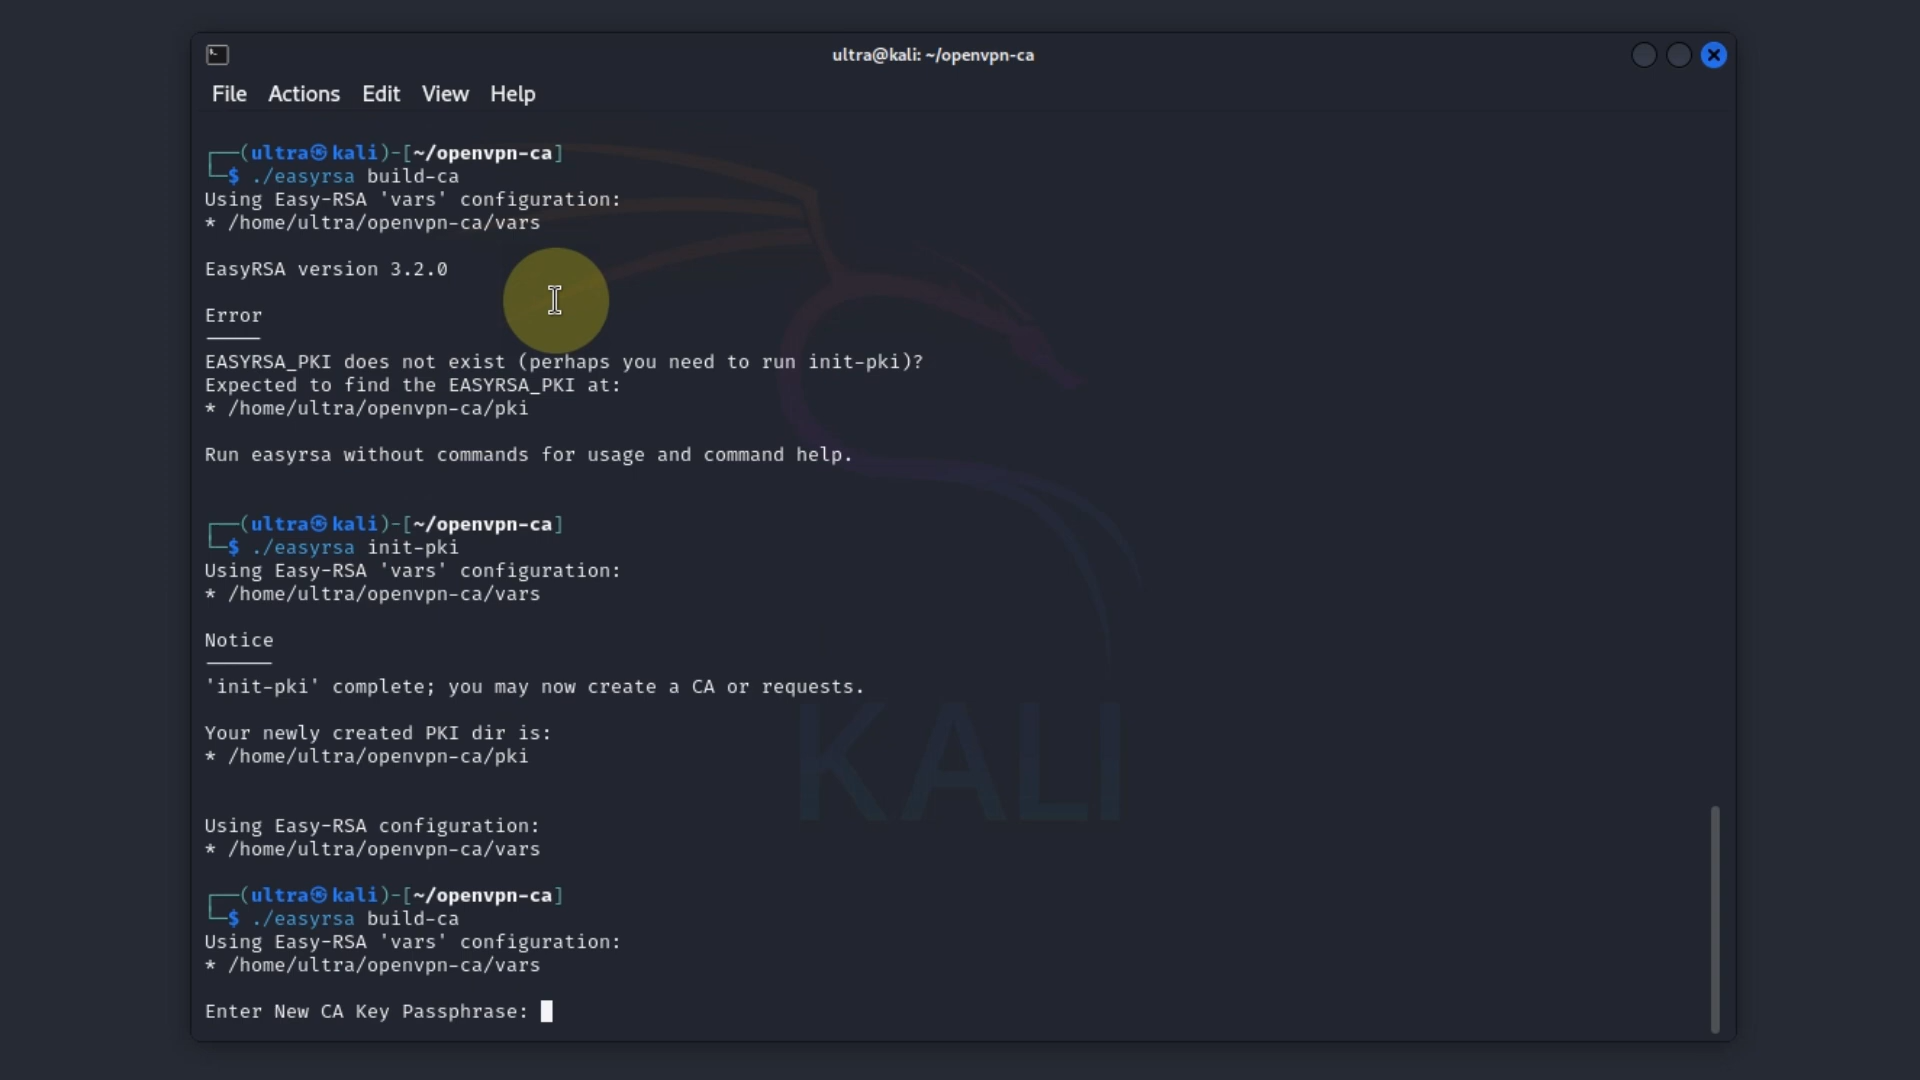 ultra@kali: ~/openvpn-ca
File Actions Edit View Help
┌──(ultra㉿kali)-[~/openvpn-ca]
└─$ ./easyrsa build-ca
Using Easy-RSA 'vars' configuration:
* /home/ultra/openvpn-ca/vars
EasyRSA version 3.2.0
Error
─────
EASYRSA_PKI does not exist (perhaps you need to run init-pki)?
Expected to find the EASYRSA_PKI at:
* /home/ultra/openvpn-ca/pki
Run easyrsa without commands for usage and command help.
┌──(ultra㉿kali)-[~/openvpn-ca]
└─$ ./easyrsa init-pki
Using Easy-RSA 'vars' configuration:
* /home/ultra/openvpn-ca/vars
Notice
──────
'init-pki' complete; you may now create a CA or requests.
Your newly created PKI dir is:
* /home/ultra/openvpn-ca/pki
KALI
Using Easy-RSA configuration:
* /home/ultra/openvpn-ca/vars
┌──(ultra㉿kali)-[~/openvpn-ca]
└─$ ./easyrsa build-ca
Using Easy-RSA 'vars' configuration:
* /home/ultra/openvpn-ca/vars
Enter New CA Key Passphrase: